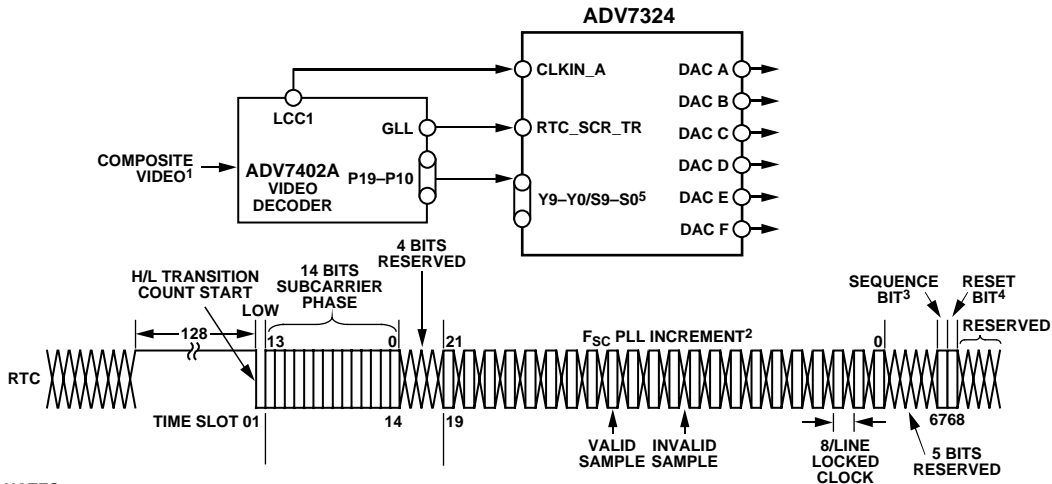 ADV7324
CLKIN_A
DAC A
DAC B
LCC1
GLL
RTC_SCR_TR
DAC C
COMPOSITE
VIDEO1
ADV7402A
VIDEO
DECODER
P19–P10
DAC D
Y9–Y0/S9–S05
DAC E
DAC F
H/L TRANSITION
COUNT START
14 BITS
SUBCARRIER
PHASE
4 BITS
RESERVED
SEQUENCE
BIT3
RESET
BIT4
LOW
128
13
0
21
FSC PLL INCREMENT2
0
RESERVED
RTC
TIME SLOT 01
14
19
6768
VALID
SAMPLE
INVALID
SAMPLE
8/LINE
LOCKED
CLOCK
5 BITS
RESERVED